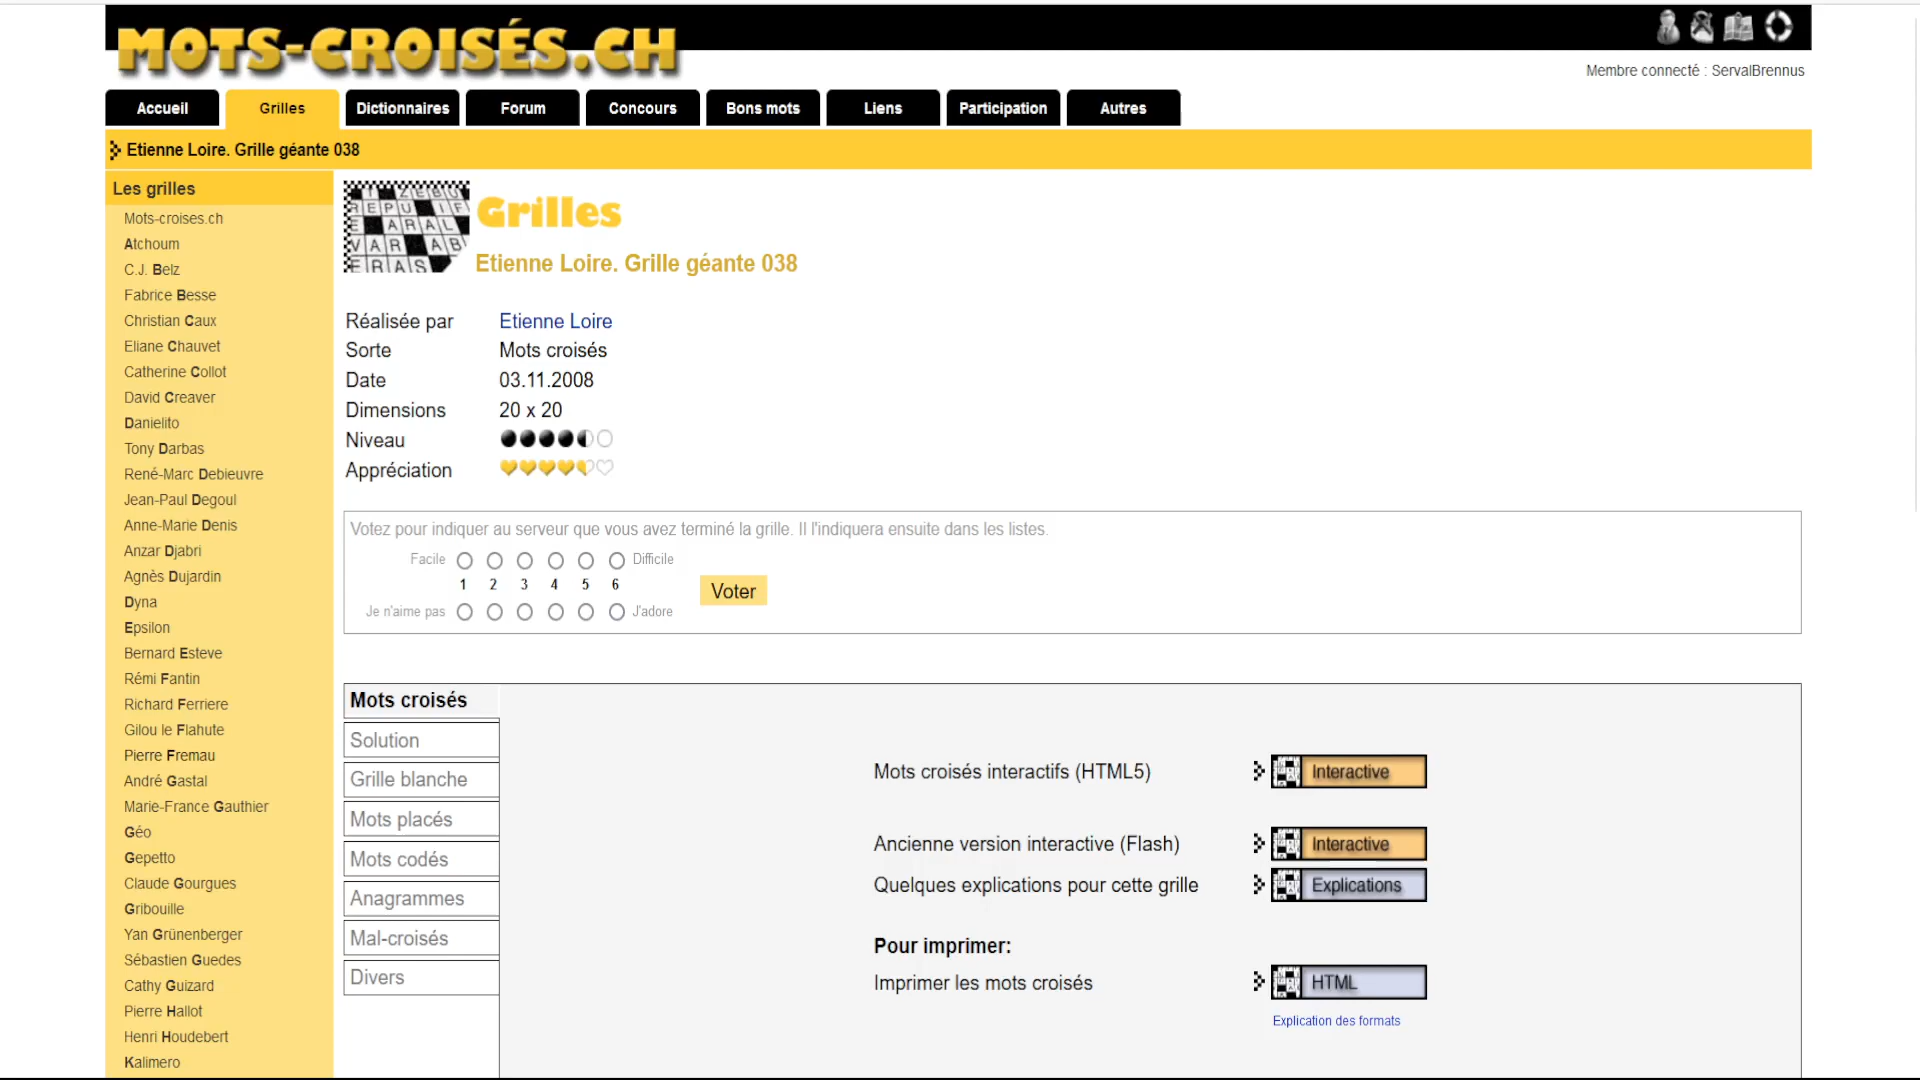 MOTS-CROISÉS.CH
Membre connecté : ServalBrennus
Accueil
Grilles
Dictionnaires
Forum
Concours
Bons mots
Liens
Participation
Autres
Etienne Loire. Grille géante 038
Les grilles
Mots-croises.ch
Atchoum
C.J. Belz
Fabrice Besse
Christian Caux
Eliane Chauvet
Catherine Collot
David Creaver
Danielito
Tony Darbas
René-Marc Debieuvre
Jean-Paul Degoul
Anne-Marie Denis
Anzar Djabri
Agnès Dujardin
Dyna
Epsilon
Bernard Esteve
Rémi Fantin
Richard Ferriere
Gilou le Flahute
Pierre Fremau
André Gastal
Marie-France Gauthier
Géo
Gepetto
Claude Gourgues
Gribouille
Yan Grünenberger
Sébastien Guedes
Cathy Guizard
Pierre Hallot
Henri Houdebert
Kalimero
Grilles
Etienne Loire. Grille géante 038
Réalisée par Etienne Loire
Sorte Mots croisés
Date 03.11.2008
Dimensions 20 x 20
Niveau
Appréciation
Votez pour indiquer au serveur que vous avez terminé la grille. Il l'indiquera ensuite dans les listes.
Facile Difficile
1 2 3 4 5 6
Je n'aime pas J'adore
Voter
Mots croisés
Solution
Grille blanche
Mots placés
Mots codés
Anagrammes
Mal-croisés
Divers
Mots croisés interactifs (HTML5) Interactive
Ancienne version interactive (Flash) Interactive
Quelques explications pour cette grille Explications
Pour imprimer:
Imprimer les mots croisés HTML
Explication des formats